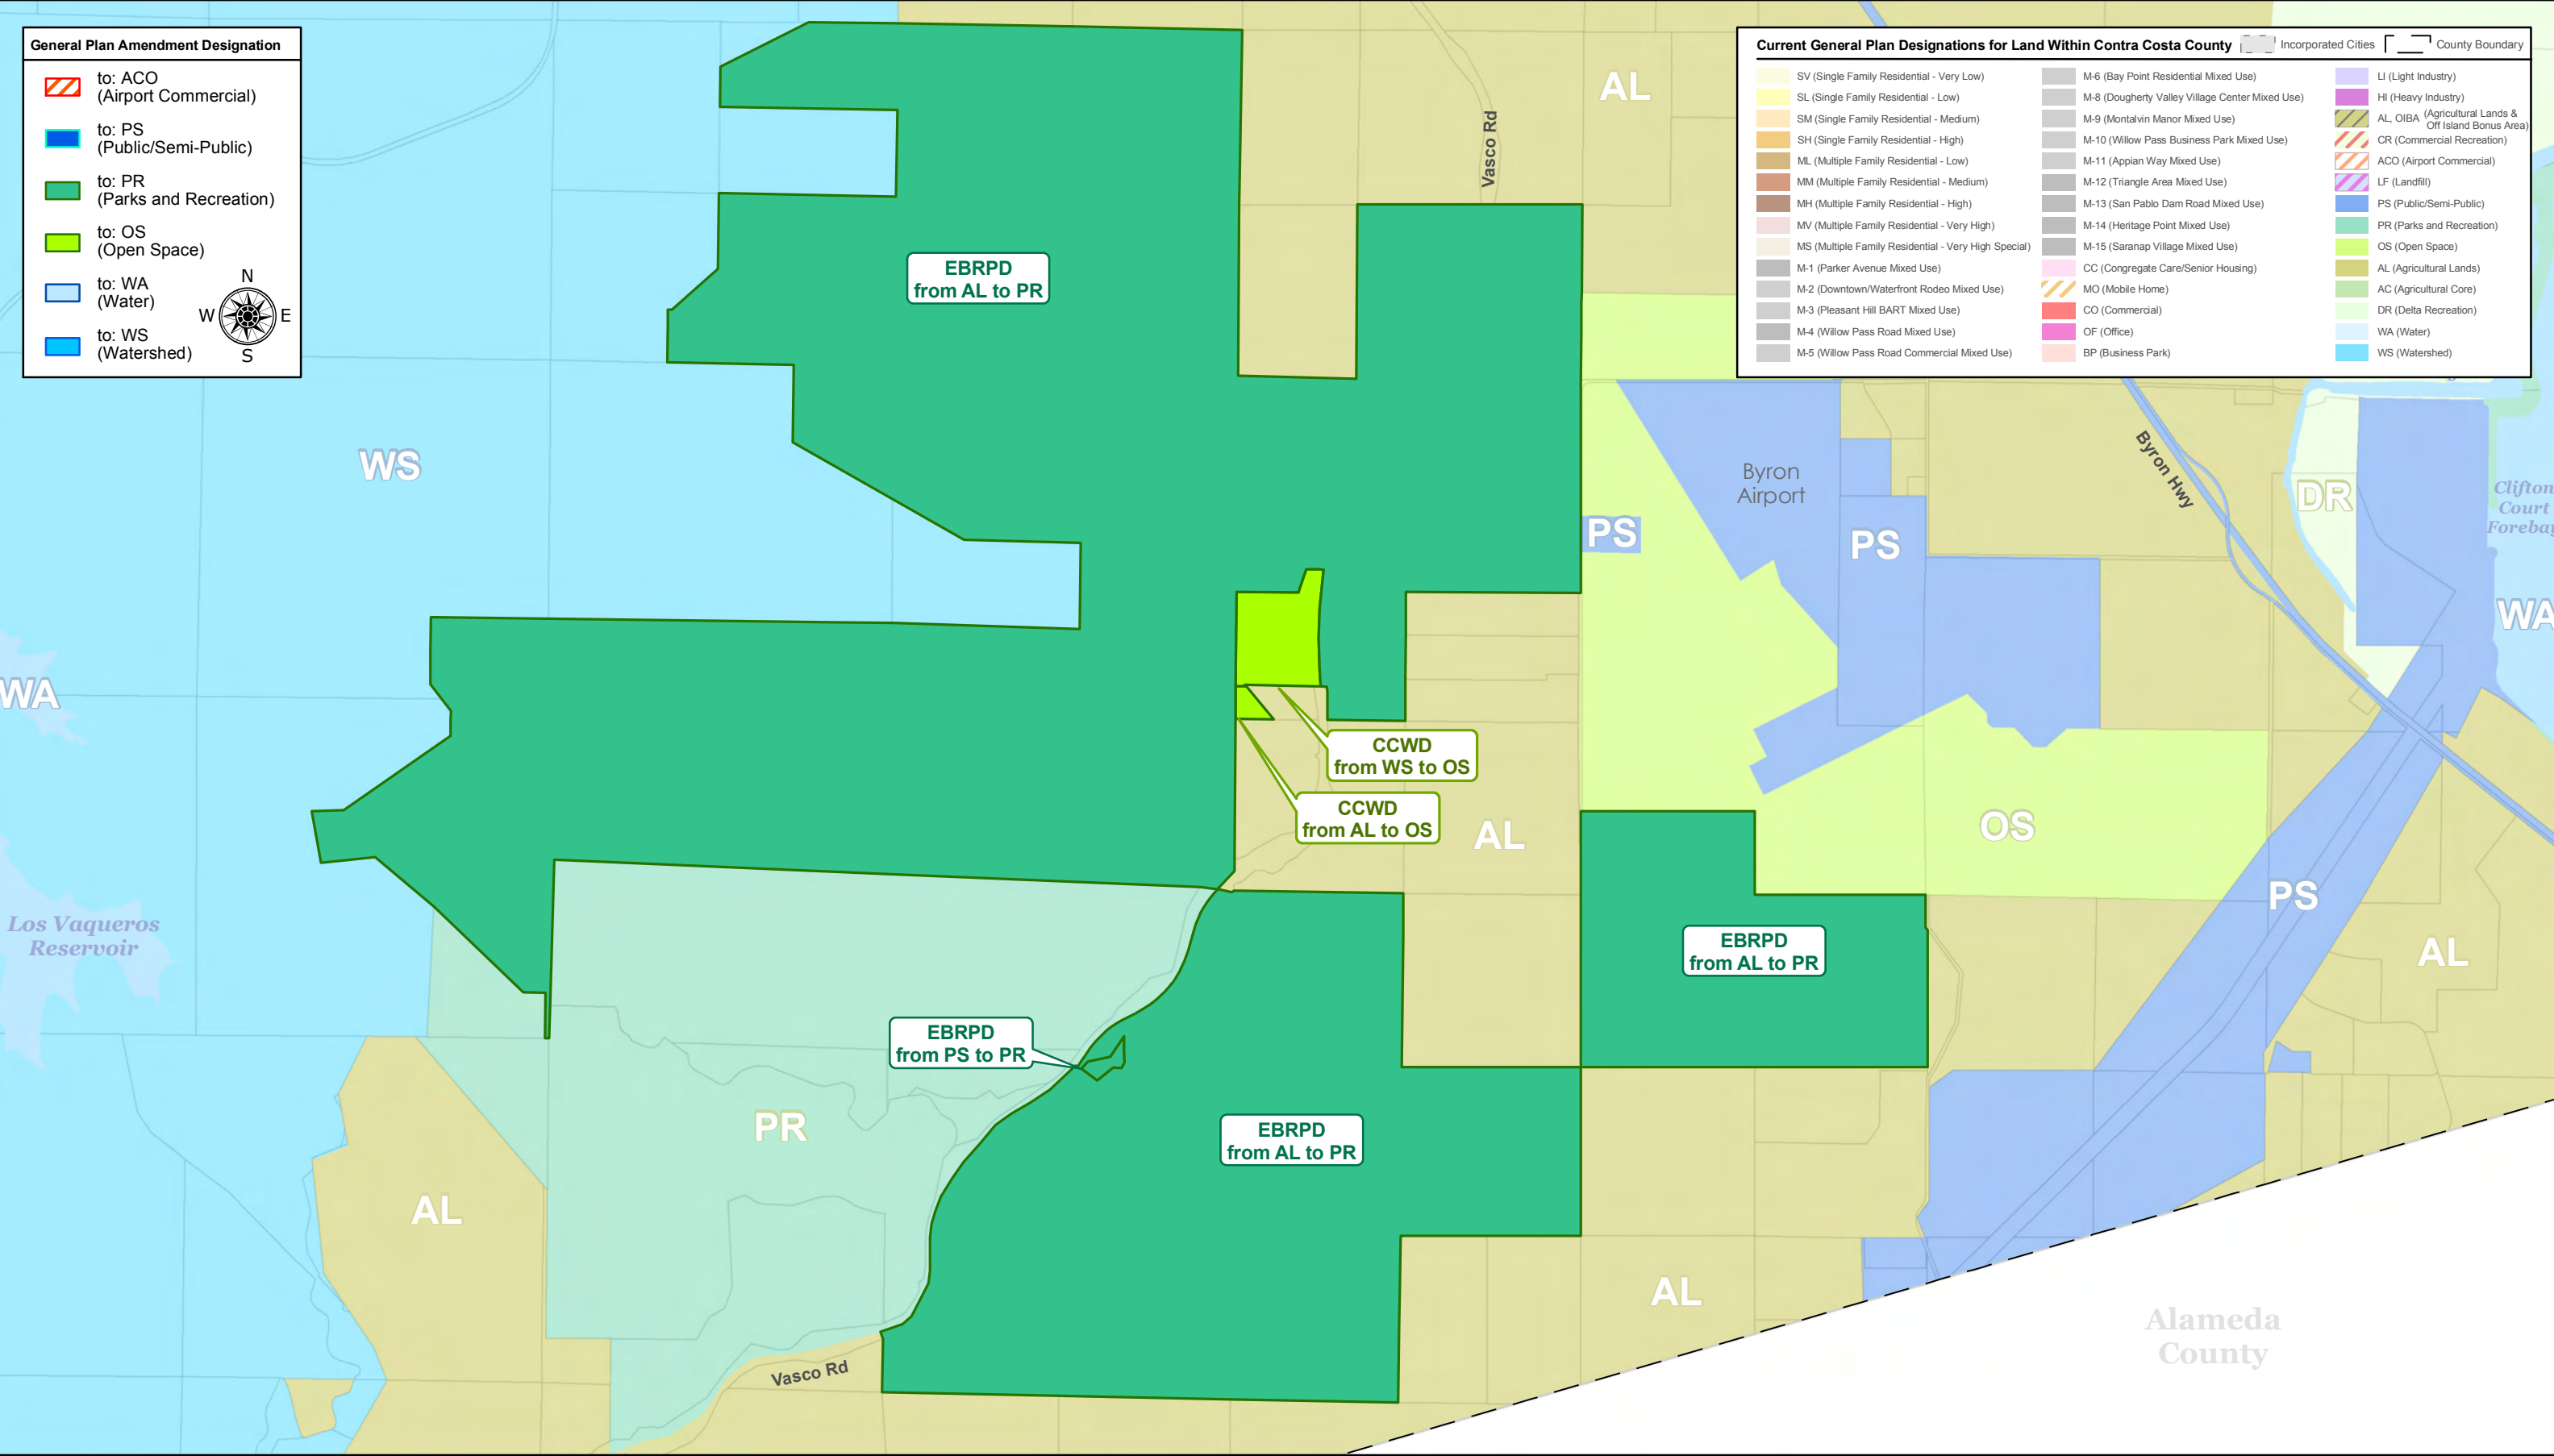 General Plan Amendment Designation
to: ACO
(Airport Commercial)
to: PS
(Public/Semi-Public)
to: PR
(Parks and Recreation)
to: OS
(Open Space)
to: WA
(Water)
to: WS
(Watershed)
N
W E
S
Current General Plan Designations for Land Within Contra Costa County
Incorporated Cities
County Boundary
SV (Single Family Residential - Very Low)
SL (Single Family Residential - Low)
SM (Single Family Residential - Medium)
SH (Single Family Residential - High)
ML (Multiple Family Residential - Low)
MM (Multiple Family Residential - Medium)
MH (Multiple Family Residential - High)
MV (Multiple Family Residential - Very High)
MS (Multiple Family Residential - Very High Special)
M-1 (Parker Avenue Mixed Use)
M-2 (Downtown/Waterfront Rodeo Mixed Use)
M-3 (Pleasant Hill BART Mixed Use)
M-4 (Willow Pass Road Mixed Use)
M-5 (Willow Pass Road Commercial Mixed Use)
M-6 (Bay Point Residential Mixed Use)
M-8 (Dougherty Valley Village Center Mixed Use)
M-9 (Montalvin Manor Mixed Use)
M-10 (Willow Pass Business Park Mixed Use)
M-11 (Appian Way Mixed Use)
M-12 (Triangle Area Mixed Use)
M-13 (San Pablo Dam Road Mixed Use)
M-14 (Heritage Point Mixed Use)
M-15 (Saranap Village Mixed Use)
CC (Congregate Care/Senior Housing)
MO (Mobile Home)
CO (Commercial)
OF (Office)
BP (Business Park)
LI (Light Industry)
HI (Heavy Industry)
AL, OIBA (Agricultural Lands &
Off Island Bonus Area)
CR (Commercial Recreation)
ACO (Airport Commercial)
LF (Landfill)
PS (Public/Semi-Public)
PR (Parks and Recreation)
OS (Open Space)
AL (Agricultural Lands)
AC (Agricultural Core)
DR (Delta Recreation)
WA (Water)
WS (Watershed)
AL
Vasco Rd
EBRPD
from AL to PR
WS
Byron
Airport
PS
PS
Byron Hwy
DR
Clifton
Court
Forebay
WA
WA
CCWD
from WS to OS
CCWD
from AL to OS
AL
OS
PS
Los Vaqueros
Reservoir
EBRPD
from AL to PR
AL
EBRPD
from PS to PR
PR
EBRPD
from AL to PR
AL
AL
Alameda
County
Vasco Rd